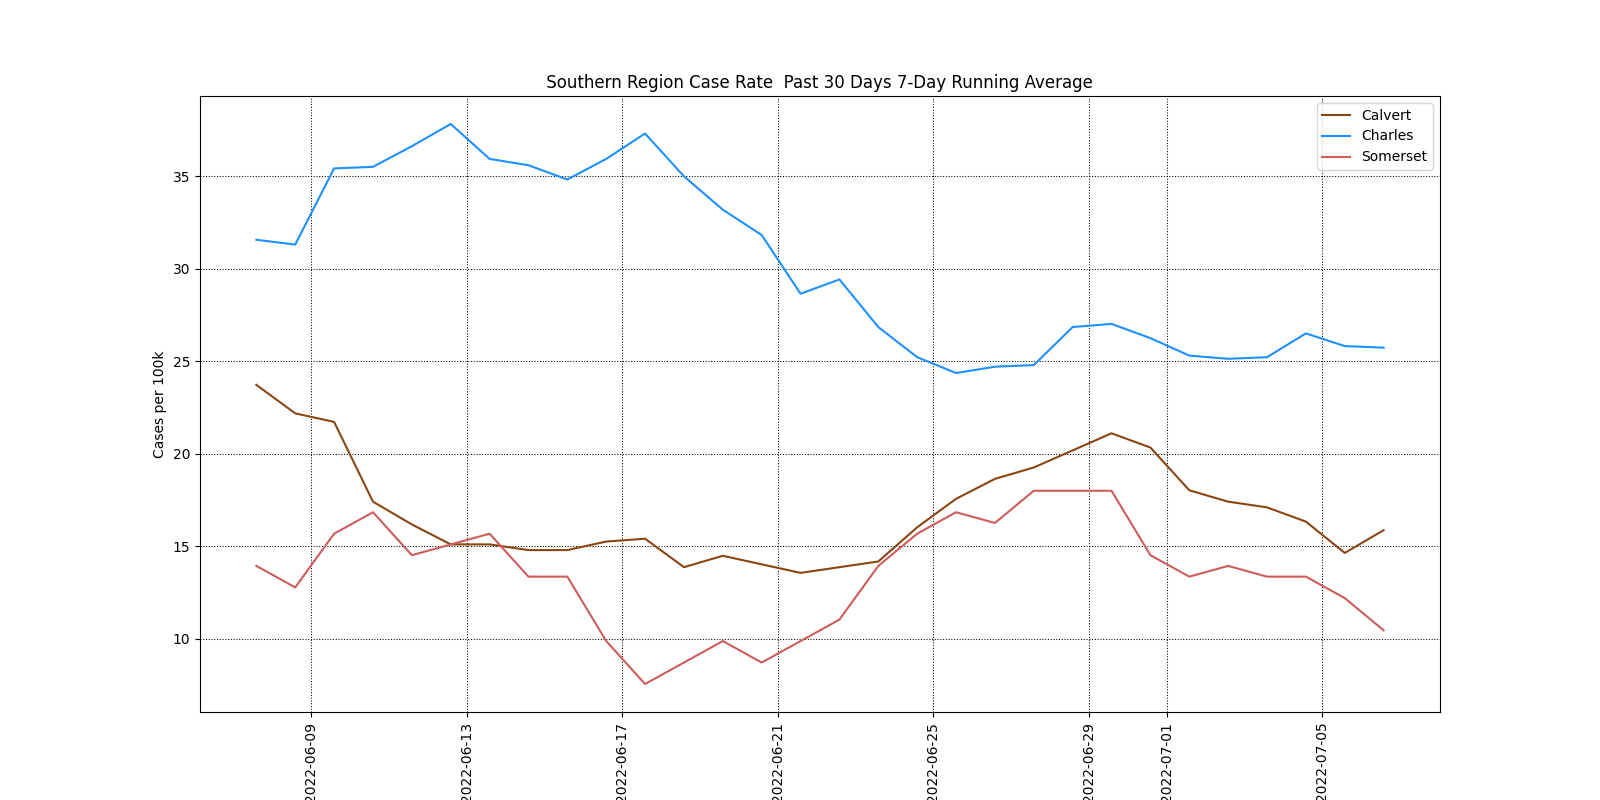 Southern Region Case Rate  Past 30 Days 7-Day Running Average
Calvert
Charles
Somerset
Cases per 100k
35
30
25
20
15
10
2022-06-09
2022-06-13
2022-06-17
2022-06-21
2022-06-25
2022-06-29
2022-07-01
2022-07-05